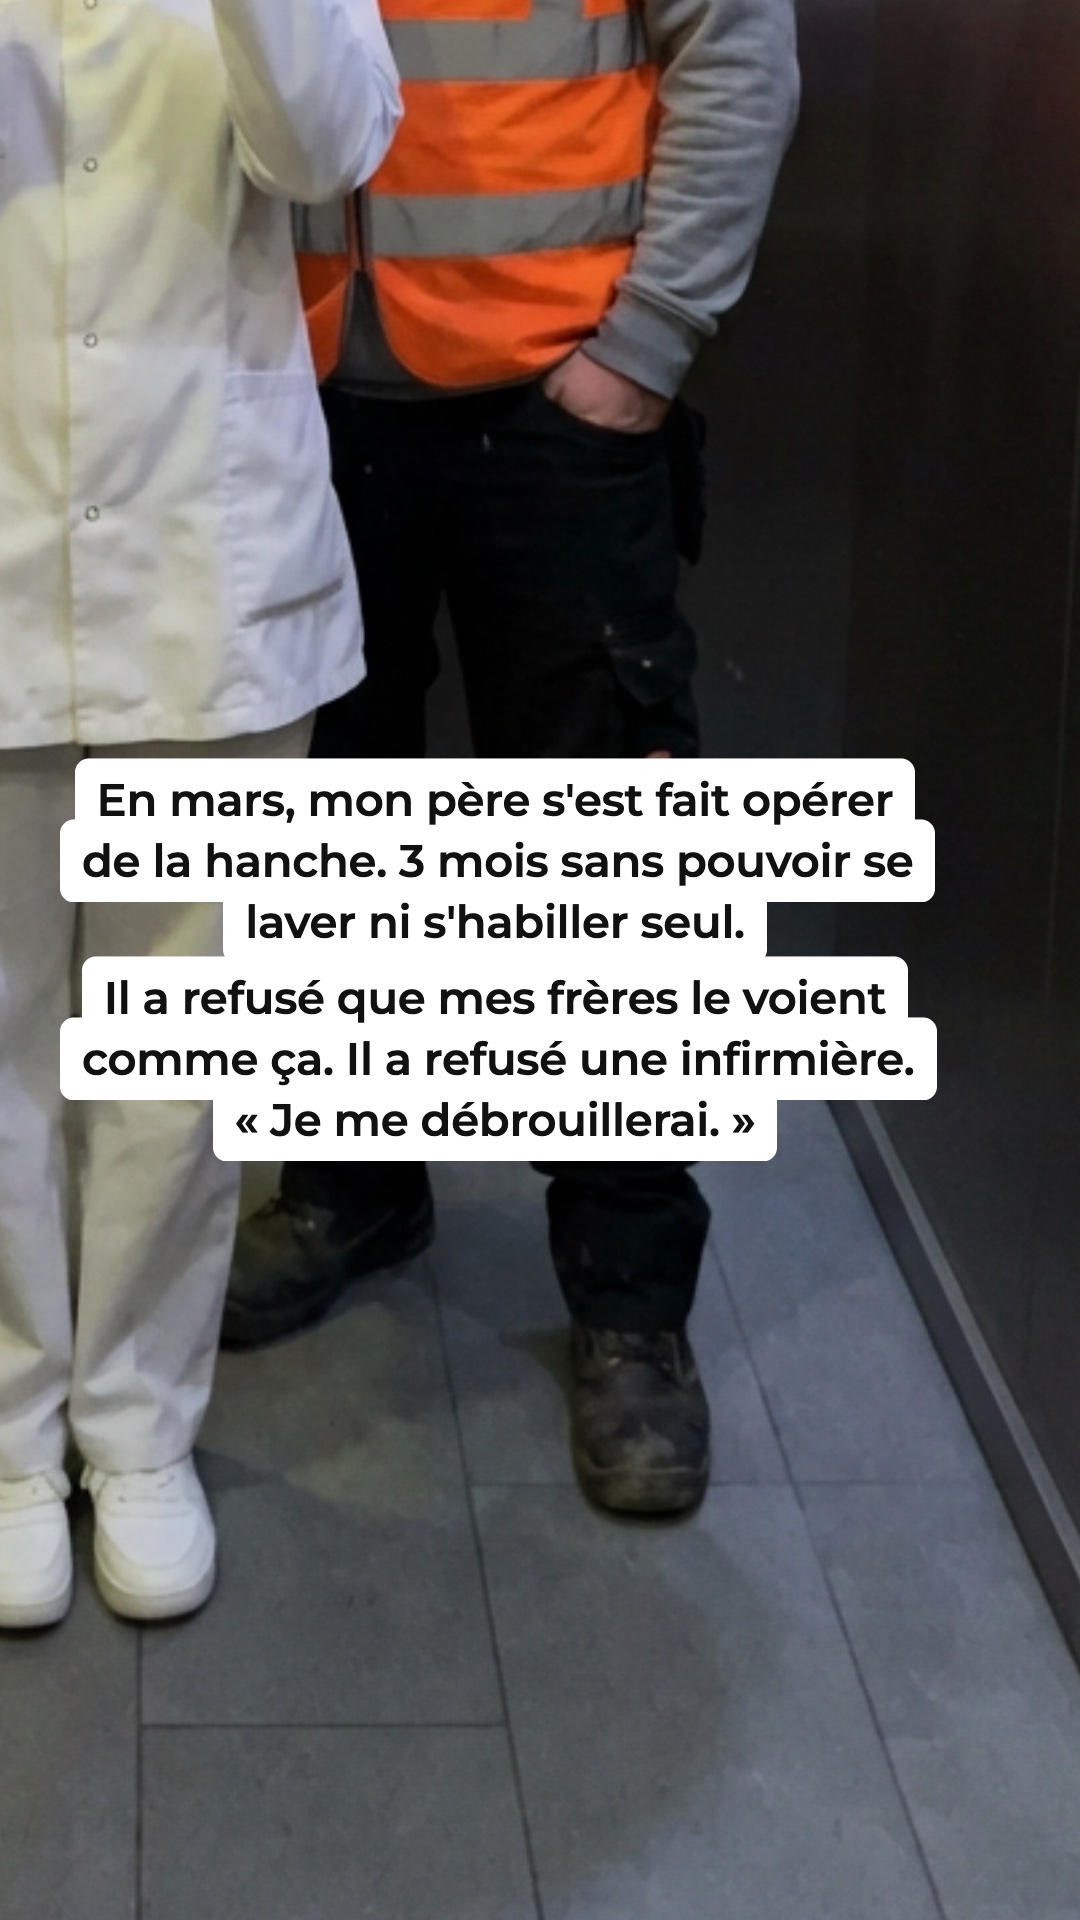 En mars, mon père s'est fait opérer
de la hanche. 3 mois sans pouvoir se
laver ni s'habiller seul.
Il a refusé que mes frères le voient
comme ça. Il a refusé une infirmière.
« Je me débrouillerai. »